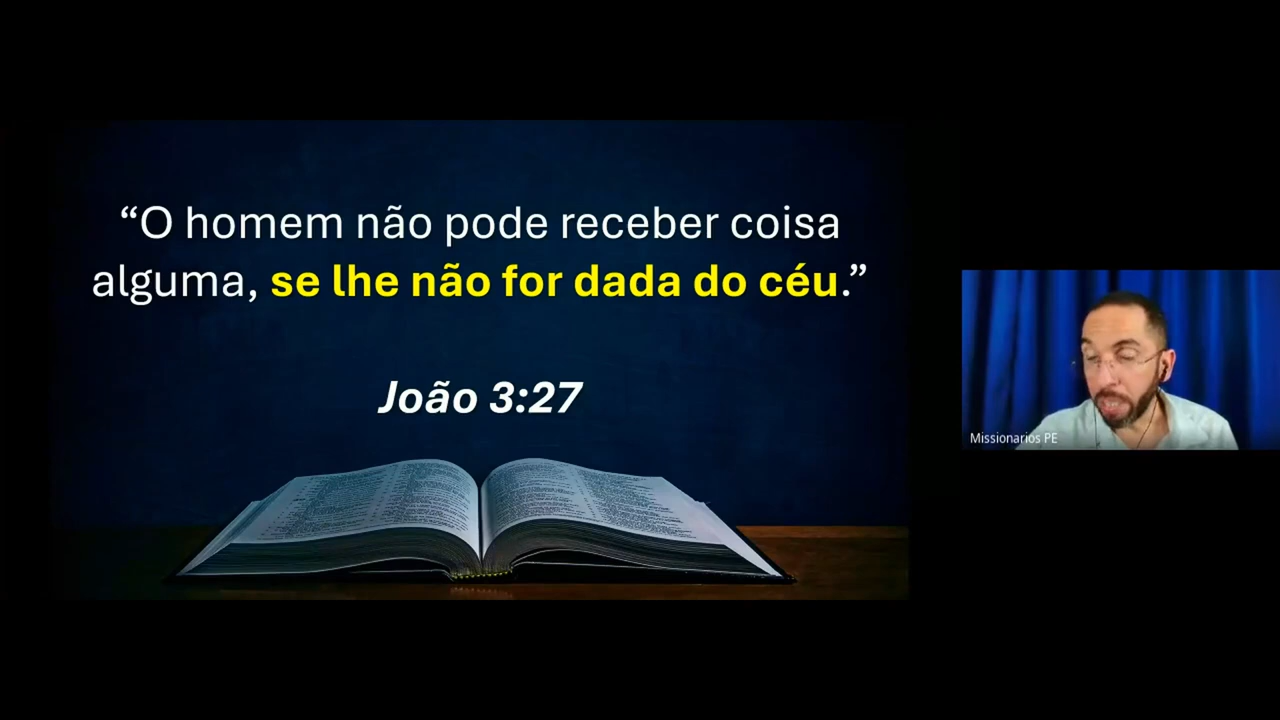 “O homem não pode receber coisa
alguma, se lhe não for dada do céu.”
João 3:27
Missionarios PE